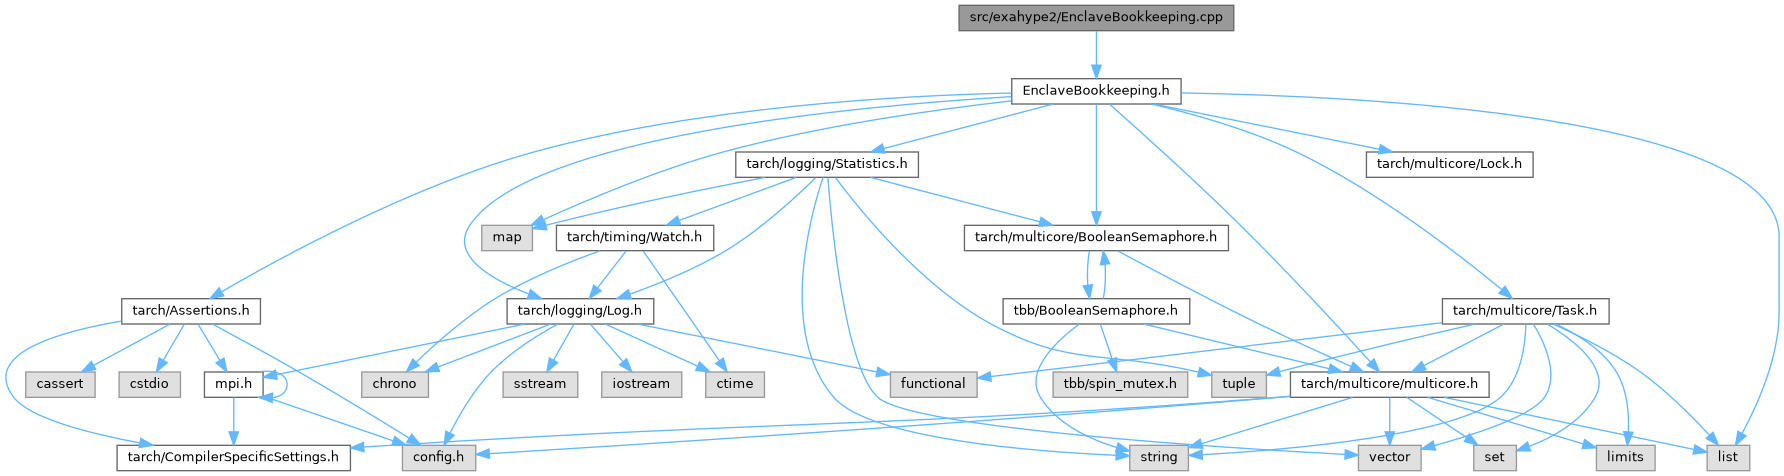 src/exahype2/EnclaveBookkeeping.cpp
EnclaveBookkeeping.h
tarch/logging/Statistics.h
tarch/multicore/Lock.h
map
tarch/timing/Watch.h
tarch/multicore/BooleanSemaphore.h
tarch/Assertions.h
tarch/logging/Log.h
tbb/BooleanSemaphore.h
tarch/multicore/Task.h
cassert
cstdio
mpi.h
chrono
sstream
iostream
ctime
functional
tbb/spin_mutex.h
tuple
tarch/multicore/multicore.h
tarch/CompilerSpecificSettings.h
config.h
string
vector
set
limits
list